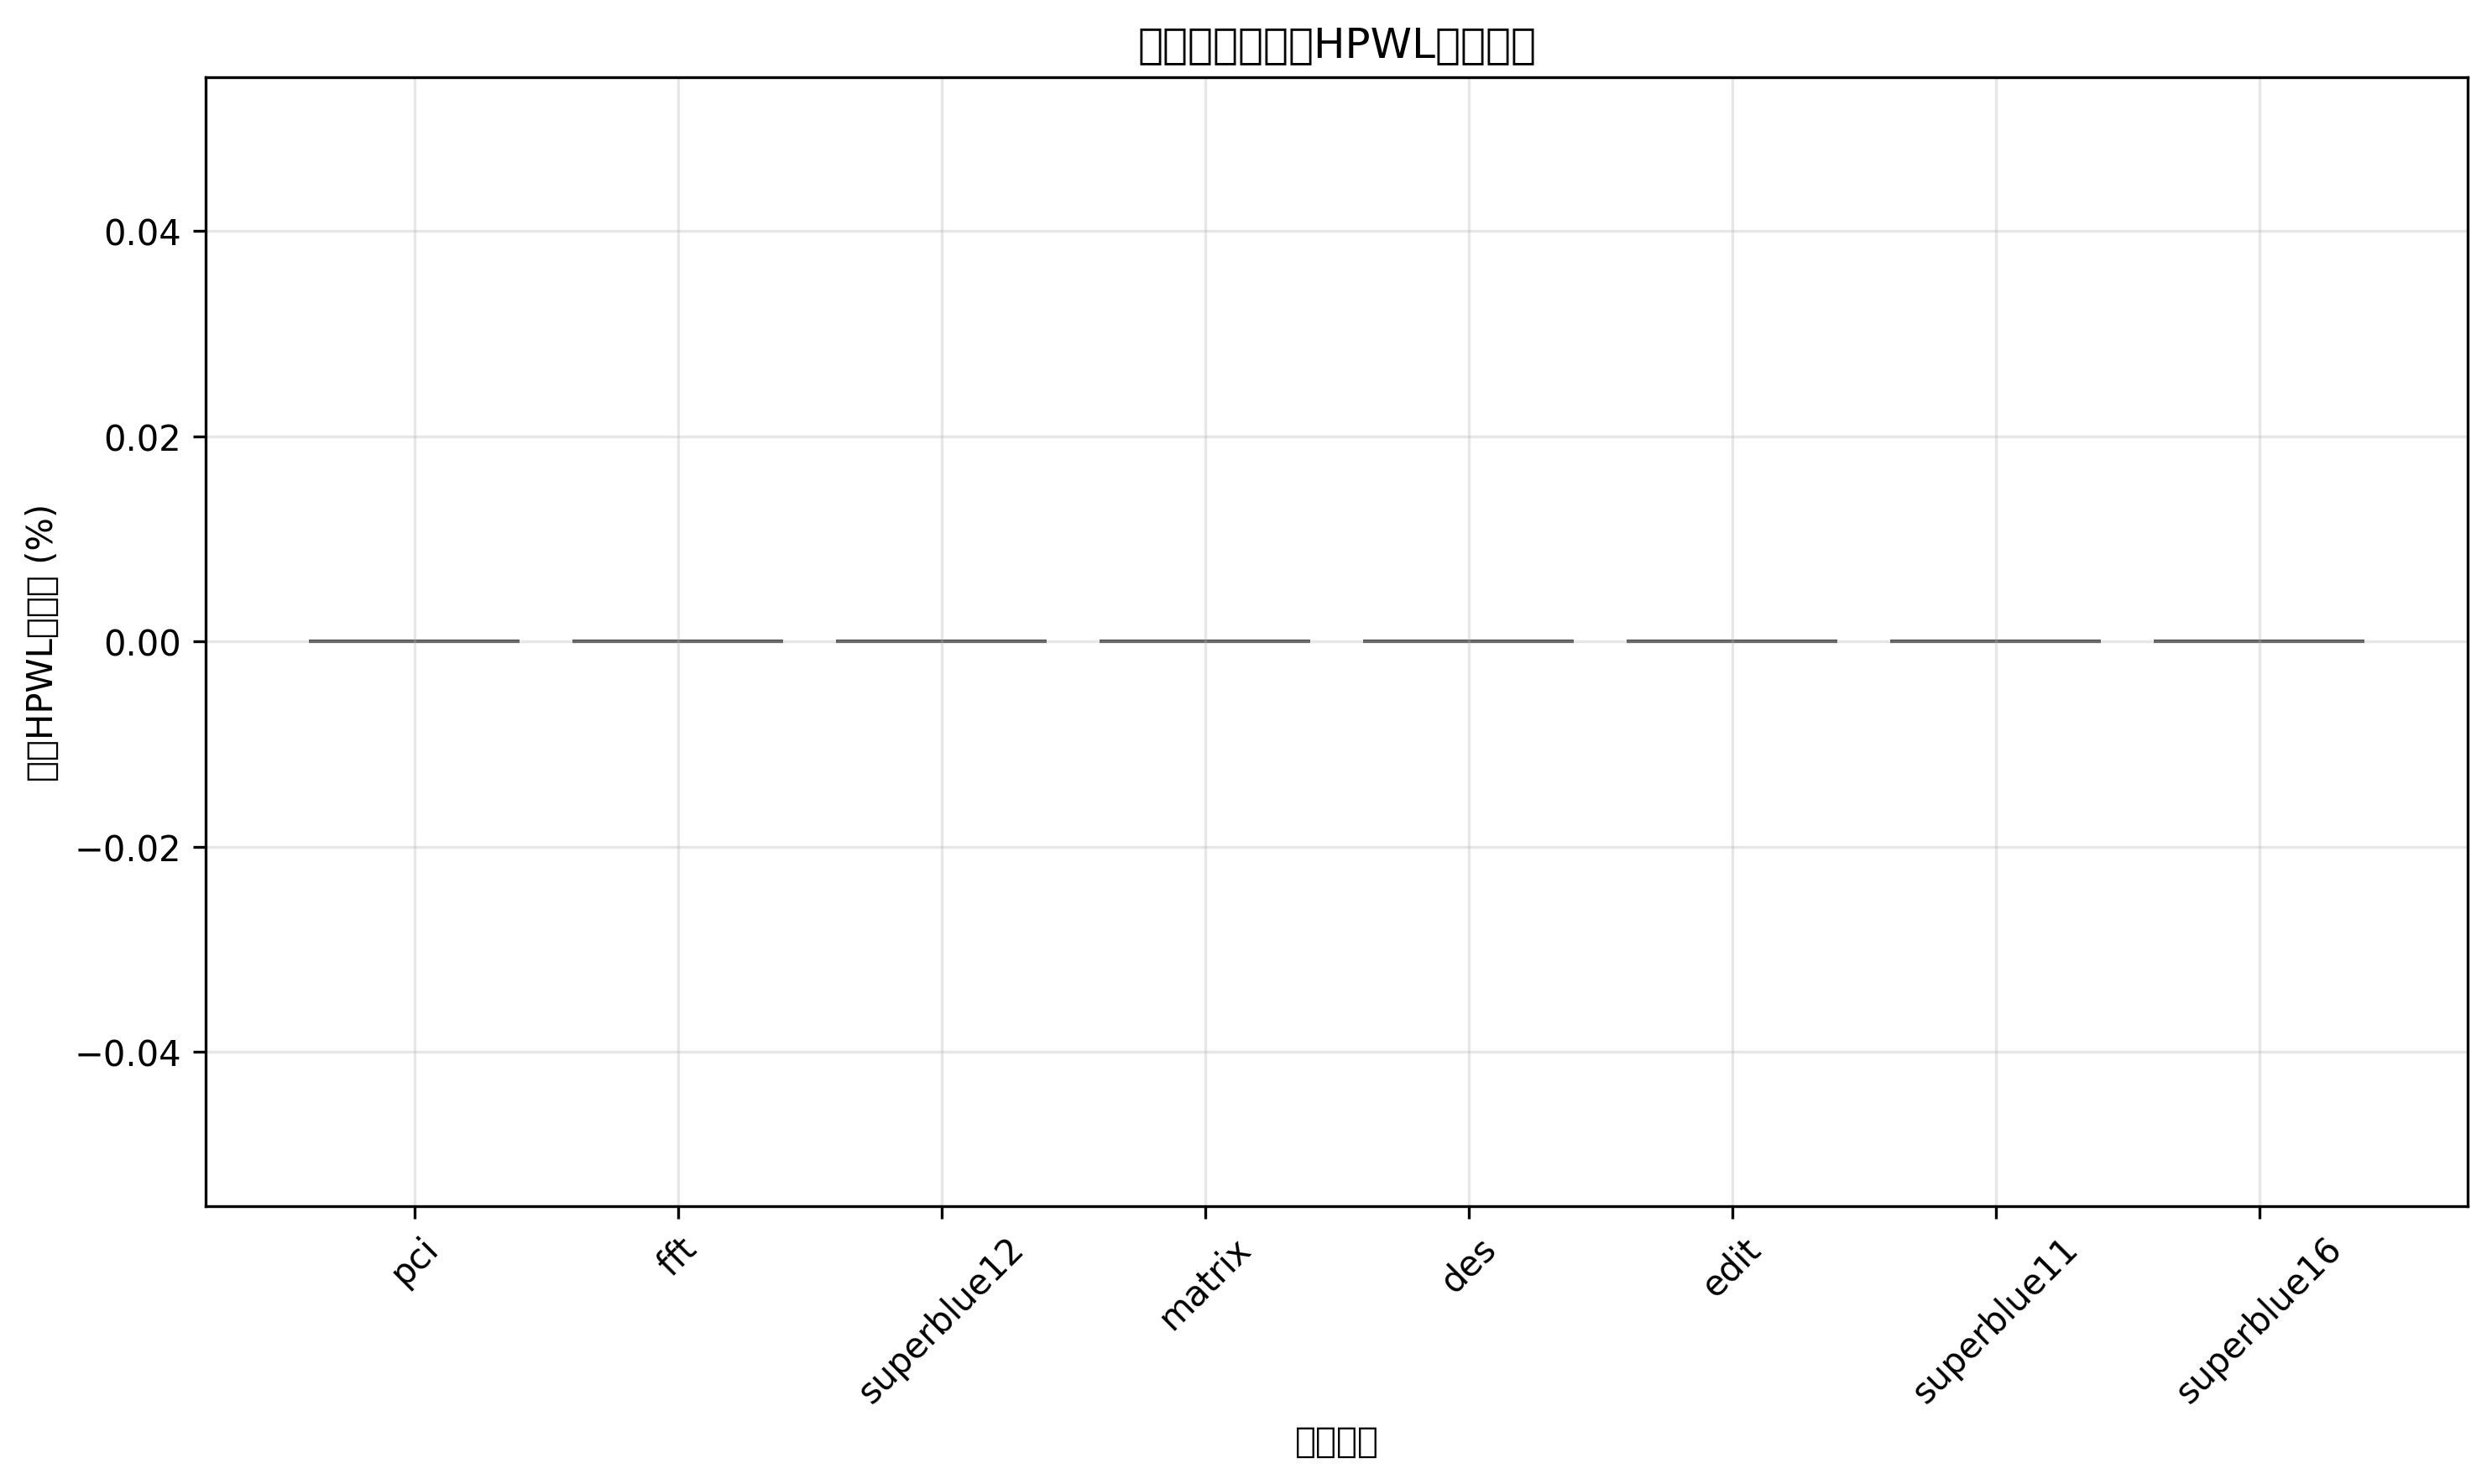 HPWL
HPWL (%)
0.04
0.02
0.00
−0.02
−0.04
pci
fft
superblue12
matrix
des
edit
superblue11
superblue16